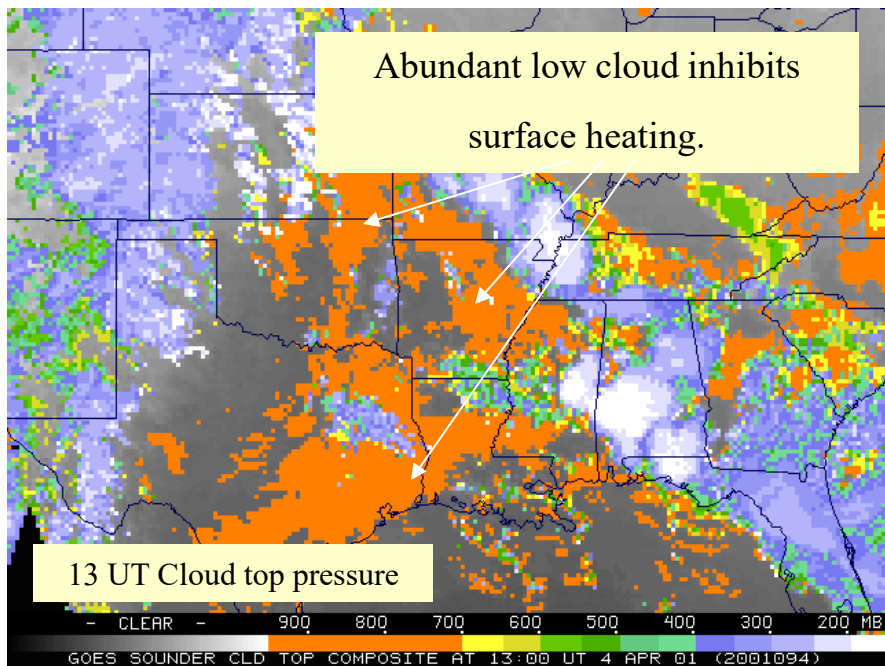 Abundant low cloud inhibits
surface heating.
13 UT Cloud top pressure
- CLEAR - 900. 800. 700. 600. 500. 400. 300. 200. MB
GOES SOUNDER CLD TOP COMPOSITE AT 13:00 UT 4 APR 01 (2001094)